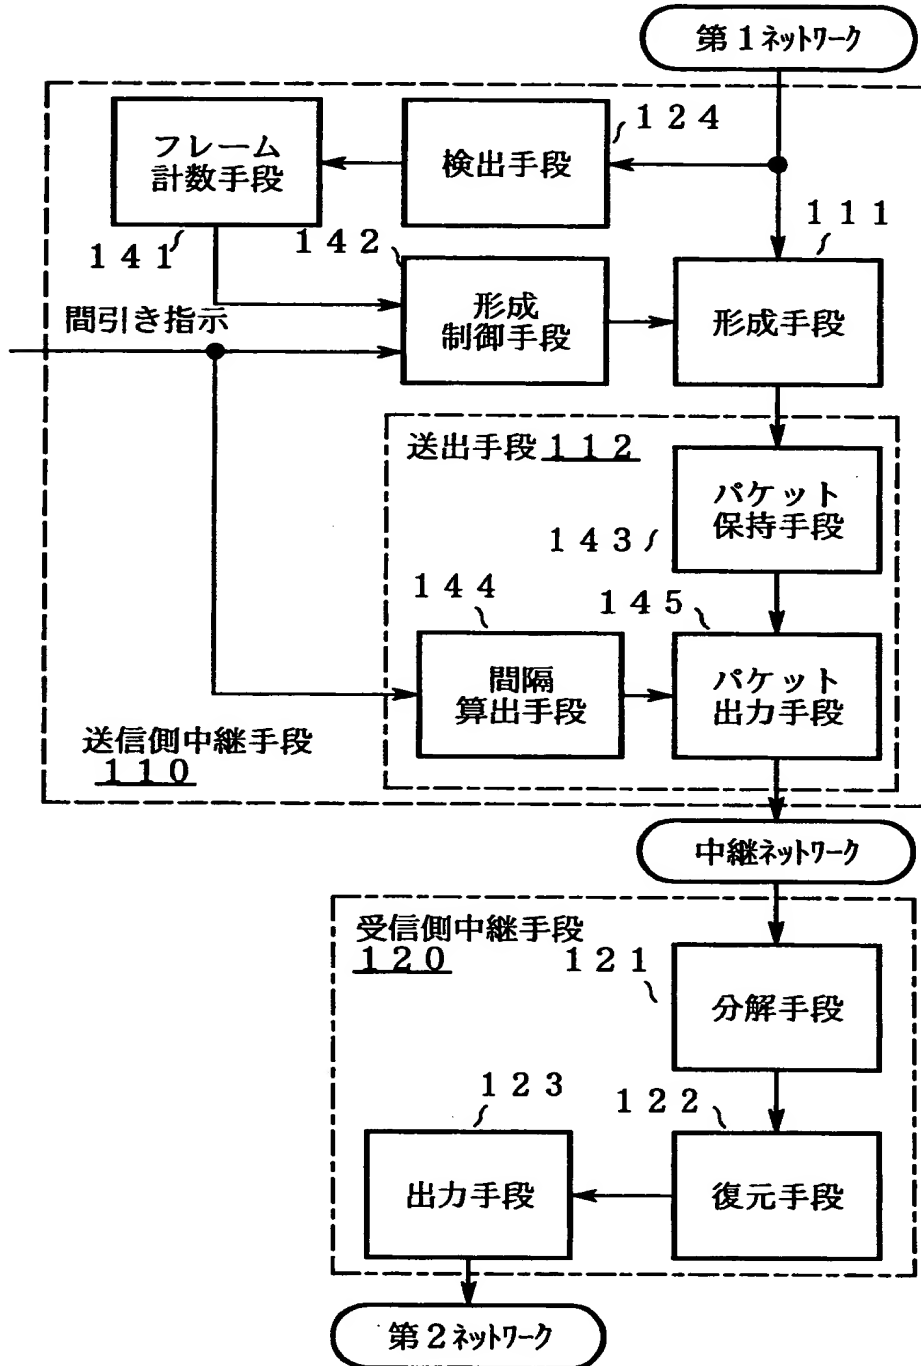 第1ネットワーク
124
フレーム
計数手段
検出手段
111
141
142
間引き指示
形成
制御手段
形成手段
送出手段 112
パケット
保持手段
143
144
145
間隔
算出手段
パケット
出力手段
送信側中継手段
110
中継ネットワーク
受信側中継手段
120
121
分解手段
123
122
出力手段
復元手段
第2ネットワーク